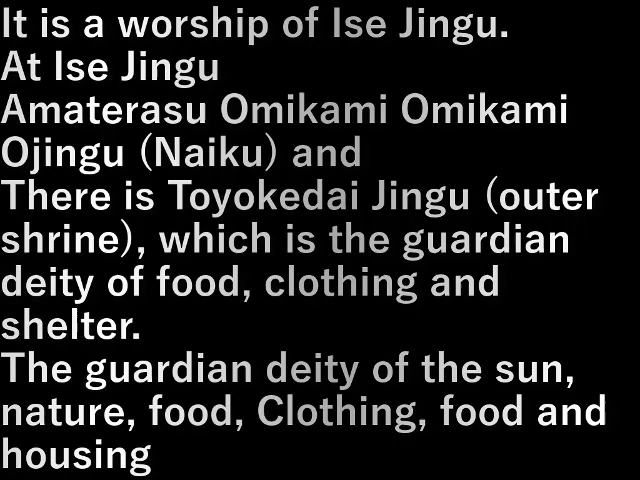 It is a worship of Ise Jingu.
At Ise Jingu
Amaterasu Omikami Omikami
Ojingu (Naiku) and
There is Toyokedai Jingu (outer
shrine), which is the guardian
deity of food, clothing and
shelter.
The guardian deity of the sun,
nature, food, Clothing, food and
housing